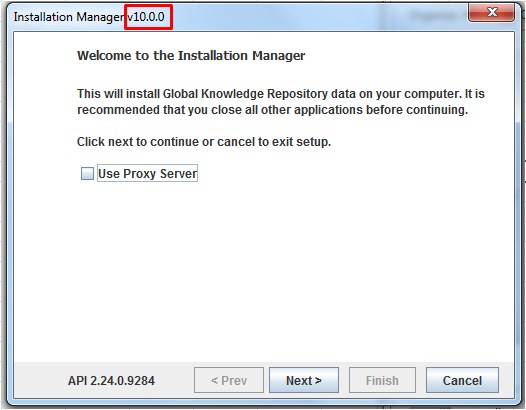 Installation Manager v10.0.0
Welcome to the Installation Manager
This will install Global Knowledge Repository data on your computer. It is
recommended that you close all other applications before continuing.
Click next to continue or cancel to exit setup.
Use Proxy Server
API 2.24.0.9284 < Prev Next > Finish Cancel